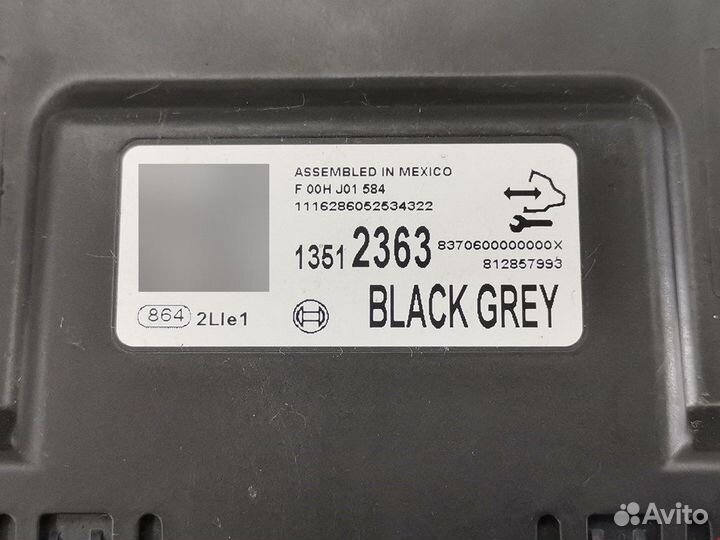 ASSEMBLED IN MEXICO
F 00H J01 584
1116286052534322
1351 2363
8370600000000X
812857993
864 2LIe1
BLACK GREY
Avito